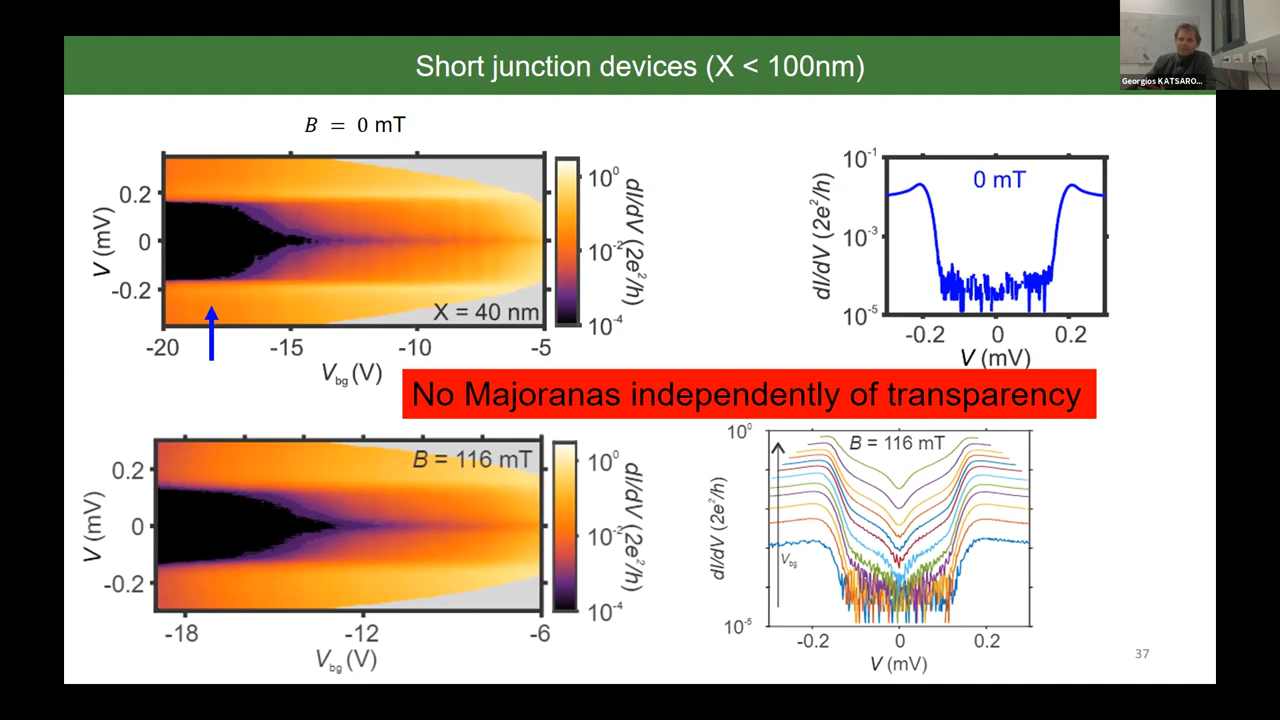 Short junction devices (X < 100nm)
Georgios KATSARO...
B = 0 mT
0.2
0
-0.2
V (mV)
X = 40 nm
-20
-15
-10
-5
V_bg (V)
10^0
10^-2
10^-4
dI/dV (2e²/h)
10^-1
10^-3
10^-5
dI/dV (2e²/h)
0 mT
-0.2
0
0.2
V (mV)
No Majoranas independently of transparency
B = 116 mT
0.2
0
-0.2
V (mV)
-18
-12
-6
V_bg (V)
10^0
10^-2
10^-4
dI/dV (2e²/h)
10^0
10^-5
dI/dV (2e²/h)
B = 116 mT
V_bg
-0.2
0
0.2
V (mV)
37